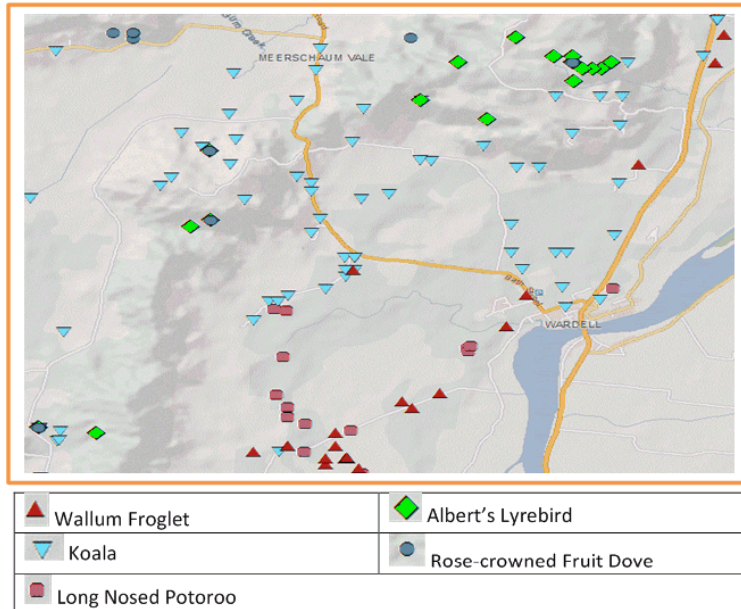 MEERSCHAUM VALE
WARDELL
Wallum Froglet
Albert's Lyrebird
Koala
Rose-crowned Fruit Dove
Long Nosed Potoroo